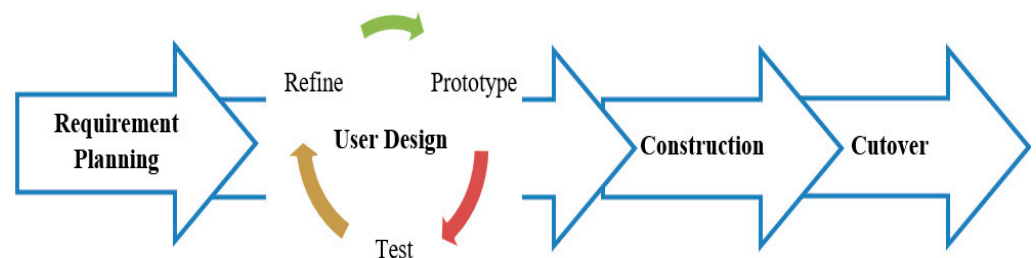 Requirement
Planning
Refine
Prototype
User Design
Test
Construction
Cutover